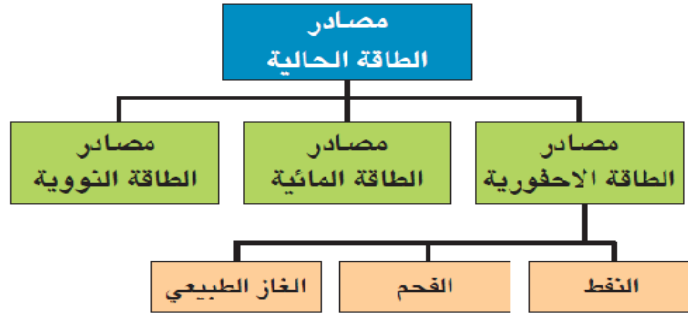 مصادر
الطاقة الحالية
مصادر
الطاقة الاحفورية
مصادر
الطاقة المائية
مصادر
الطاقة النووية
النفط
الفحم
الغاز الطبيعي